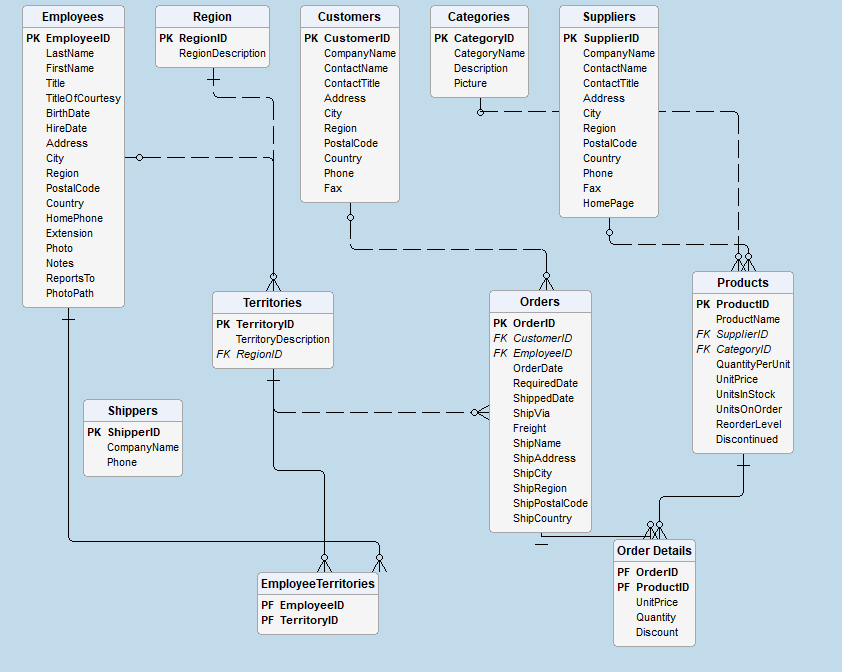 Employees
PK EmployeeID
LastName
FirstName
Title
TitleOfCourtesy
BirthDate
HireDate
Address
City
Region
PostalCode
Country
HomePhone
Extension
Photo
Notes
ReportsTo
PhotoPath
Region
PK RegionID
RegionDescription
Customers
PK CustomerID
CompanyName
ContactName
ContactTitle
Address
City
Region
PostalCode
Country
Phone
Fax
Categories
PK CategoryID
CategoryName
Description
Picture
Suppliers
PK SupplierID
CompanyName
ContactName
ContactTitle
Address
City
Region
PostalCode
Country
Phone
Fax
HomePage
Territories
PK TerritoryID
TerritoryDescription
FK RegionID
Orders
PK OrderID
FK CustomerID
FK EmployeeID
OrderDate
RequiredDate
ShippedDate
ShipVia
Freight
ShipName
ShipAddress
ShipCity
ShipRegion
ShipPostalCode
ShipCountry
Products
PK ProductID
ProductName
FK SupplierID
FK CategoryID
QuantityPerUnit
UnitPrice
UnitsInStock
UnitsOnOrder
ReorderLevel
Discontinued
Shippers
PK ShipperID
CompanyName
Phone
EmployeeTerritories
PF EmployeeID
PF TerritoryID
Order Details
PF OrderID
PF ProductID
UnitPrice
Quantity
Discount